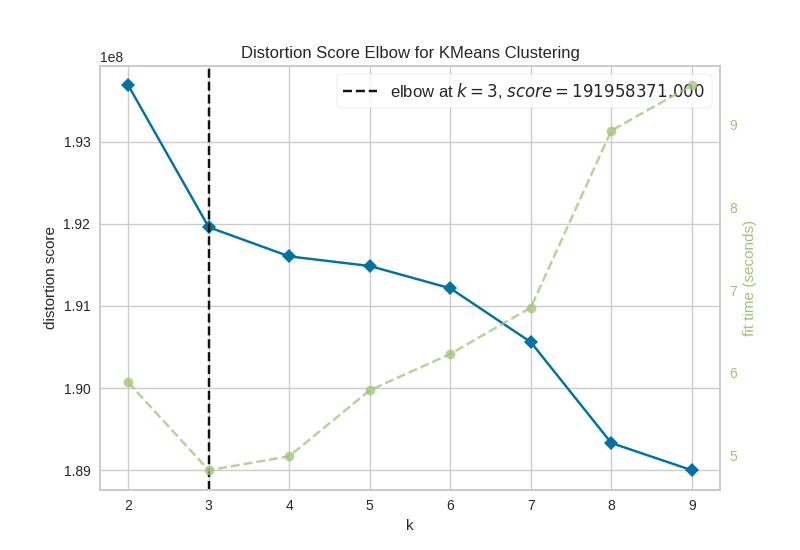 Distortion Score Elbow for KMeans Clustering
1e8
elbow at k = 3, score = 191958371.000
1.93
1.92
1.91
1.90
1.89
distortion score
2 3 4 5 6 7 8 9
k
9
8
7
6
5
fit time (seconds)